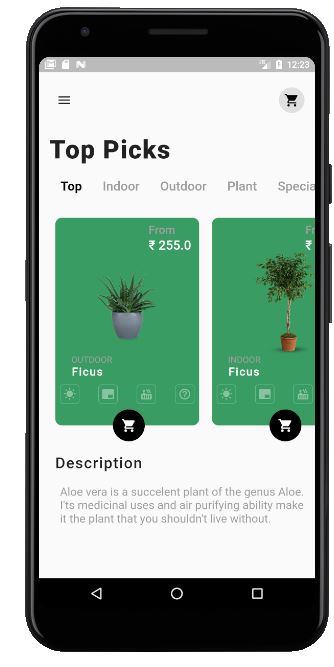 12:23
Top Picks
Top Indoor Outdoor Plant Specia
From
₹ 255.0
OUTDOOR
Ficus
Fr
₹
INDOOR
Ficus
Description
Aloe vera is a succelent plant of the genus Aloe.
I'ts medicinal uses and air purifying ability make
it the plant that you shouldn't live without.